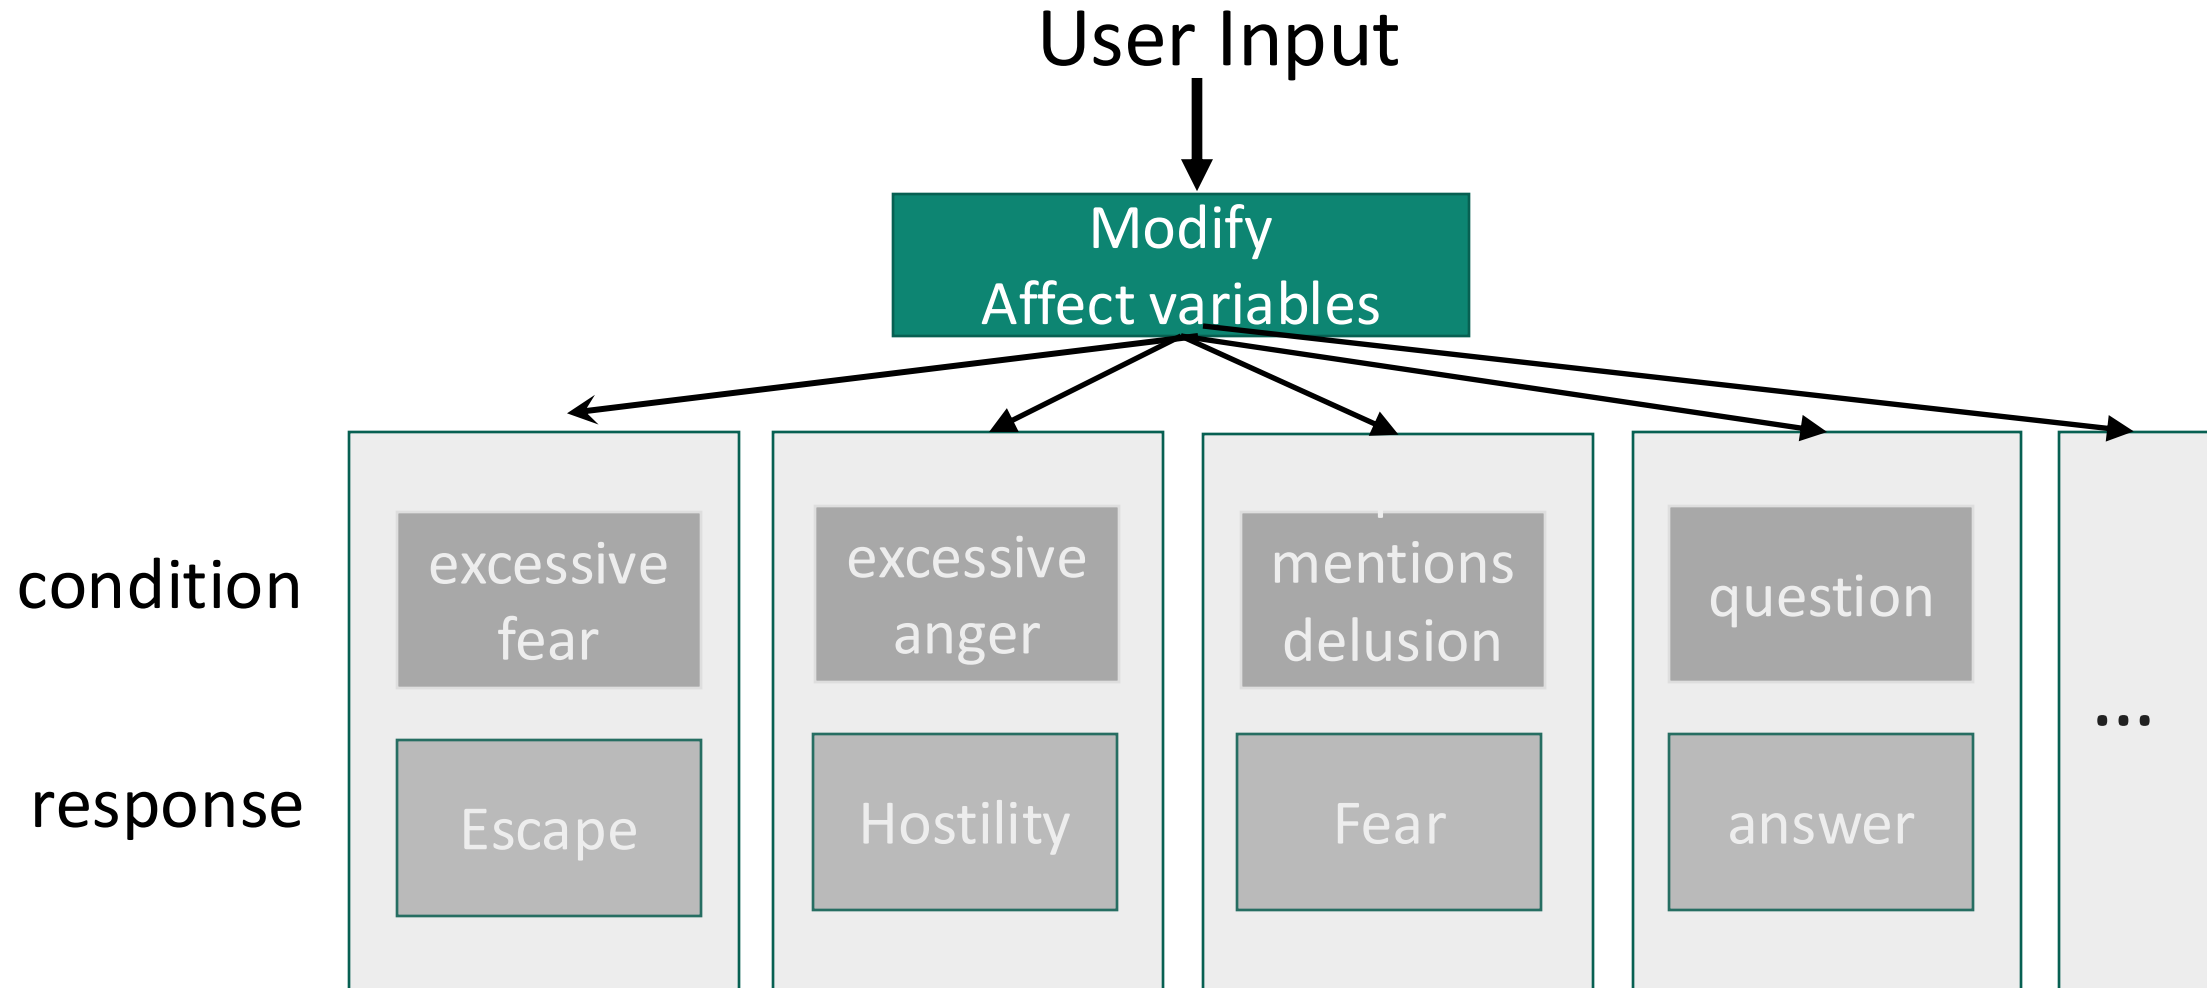 User Input
Modify
Affect variables
condition
excessive
fear
excessive
anger
mentions
delusion
question
...
response
Escape
Hostility
Fear
answer